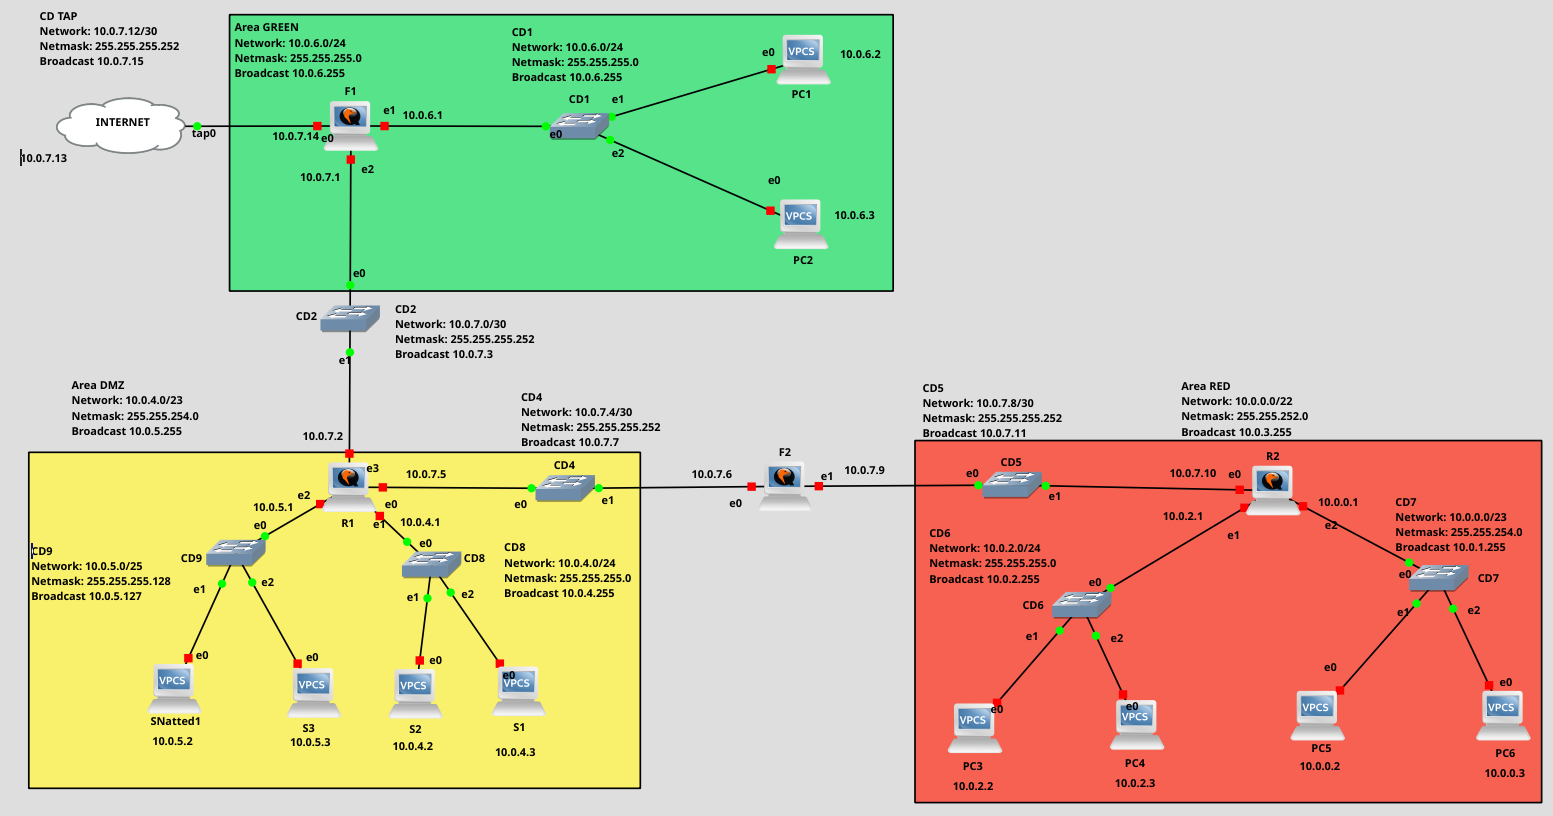 CD TAP
Network: 10.0.7.12/30
Netmask: 255.255.255.252
Broadcast 10.0.7.15
INTERNET
tap0
10.0.7.13
Area GREEN
Network: 10.0.6.0/24
Netmask: 255.255.255.0
Broadcast 10.0.6.255
F1
10.0.7.14
e0
e1
10.0.6.1
e2
10.0.7.1
CD1
Network: 10.0.6.0/24
Netmask: 255.255.255.0
Broadcast 10.0.6.255
CD1
e0
e1
e2
e0
VPCS
10.0.6.2
PC1
e0
VPCS
10.0.6.3
PC2
e0
CD2
e1
CD2
Network: 10.0.7.0/30
Netmask: 255.255.255.252
Broadcast 10.0.7.3
Area DMZ
Network: 10.0.4.0/23
Netmask: 255.255.254.0
Broadcast 10.0.5.255
10.0.7.2
e3
R1
e2
10.0.5.1
e0
10.0.7.5
e1
10.0.4.1
CD4
Network: 10.0.7.4/30
Netmask: 255.255.255.252
Broadcast 10.0.7.7
CD4
e0
e1
10.0.7.6
e0
F2
e1
10.0.7.9
CD5
Network: 10.0.7.8/30
Netmask: 255.255.255.252
Broadcast 10.0.7.11
Area RED
Network: 10.0.0.0/22
Netmask: 255.255.252.0
Broadcast 10.0.3.255
e0
CD5
e1
10.0.7.10
e0
R2
10.0.2.1
e1
10.0.0.1
e2
CD9
Network: 10.0.5.0/25
Netmask: 255.255.255.128
Broadcast 10.0.5.127
e0
CD9
e1
e2
e0
VPCS
SNatted1
10.0.5.2
e0
VPCS
S3
10.0.5.3
e0
CD8
e1
e2
CD8
Network: 10.0.4.0/24
Netmask: 255.255.255.0
Broadcast 10.0.4.255
e0
VPCS
S2
10.0.4.2
e0
VPCS
S1
10.0.4.3
CD6
Network: 10.0.2.0/24
Netmask: 255.255.255.0
Broadcast 10.0.2.255
e0
CD6
e1
e2
e0
VPCS
PC3
10.0.2.2
e0
VPCS
PC4
10.0.2.3
CD7
Network: 10.0.0.0/23
Netmask: 255.255.254.0
Broadcast 10.0.1.255
e0
CD7
e1
e2
e0
VPCS
PC5
10.0.0.2
e0
VPCS
PC6
10.0.0.3